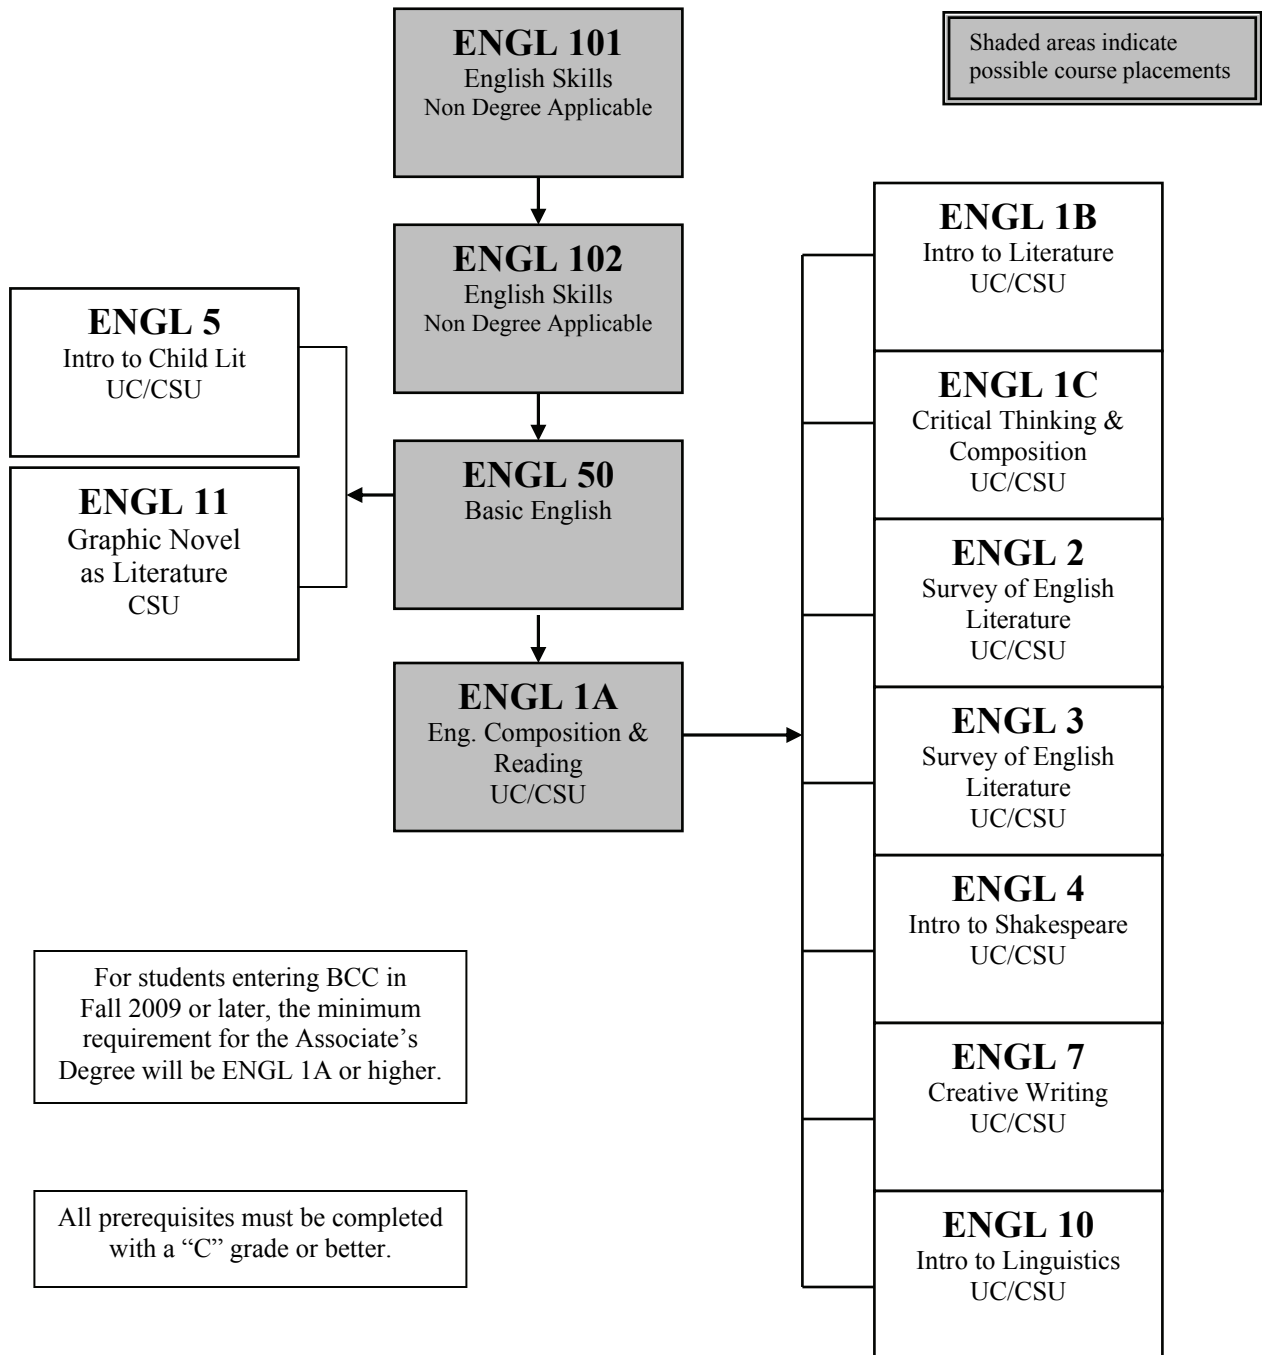 ENGL 101
English Skills
Non Degree Applicable
Shaded areas indicate
possible course placements
ENGL 102
English Skills
Non Degree Applicable
ENGL 5
Intro to Child Lit
UC/CSU
ENGL 11
Graphic Novel
as Literature
CSU
ENGL 50
Basic English
ENGL 1A
Eng. Composition &
Reading
UC/CSU
ENGL 1B
Intro to Literature
UC/CSU
ENGL 1C
Critical Thinking &
Composition
UC/CSU
ENGL 2
Survey of English
Literature
UC/CSU
ENGL 3
Survey of English
Literature
UC/CSU
ENGL 4
Intro to Shakespeare
UC/CSU
ENGL 7
Creative Writing
UC/CSU
ENGL 10
Intro to Linguistics
UC/CSU
For students entering BCC in
Fall 2009 or later, the minimum
requirement for the Associate’s
Degree will be ENGL 1A or higher.
All prerequisites must be completed
with a “C” grade or better.